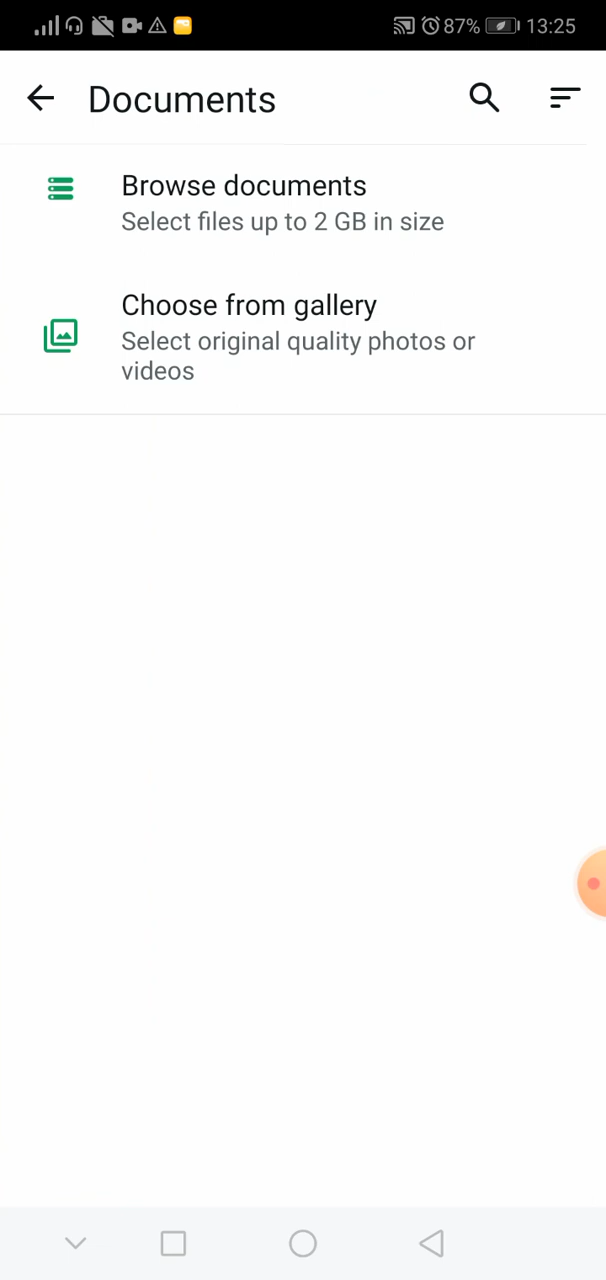 87% 13:25
Documents
Browse documents
Select files up to 2 GB in size
Choose from gallery
Select original quality photos or
videos